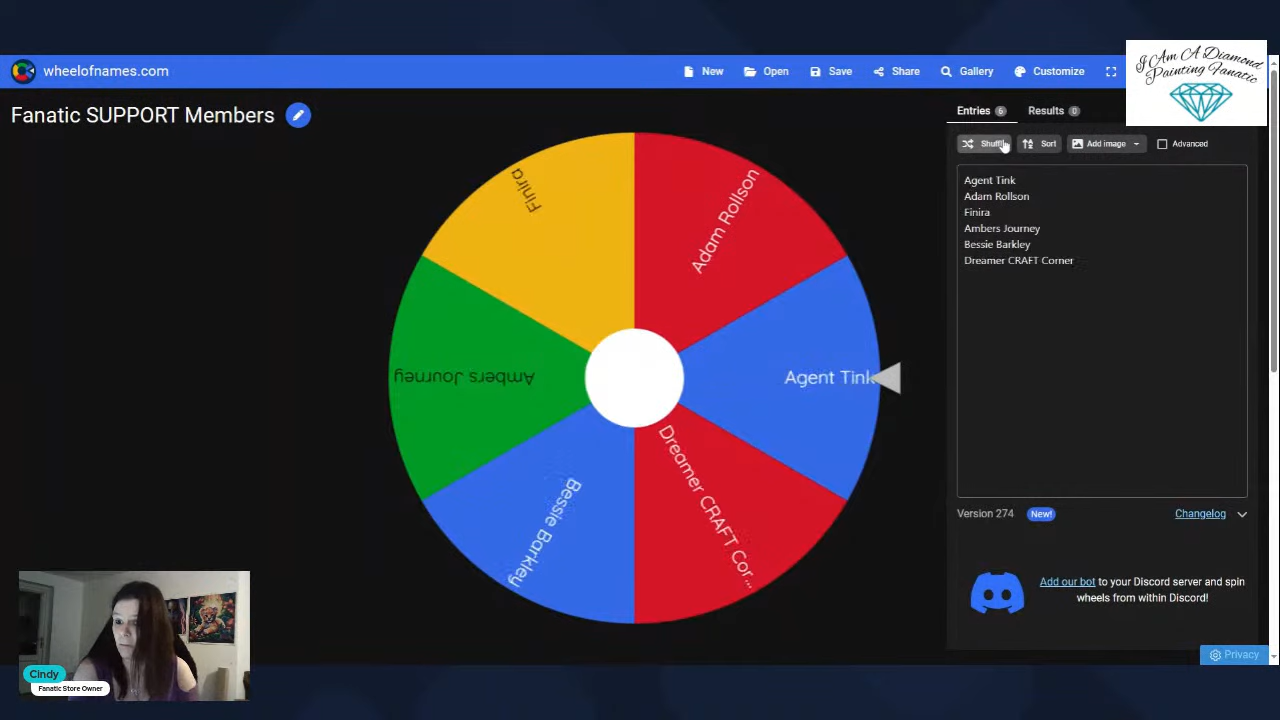 wheelofnames.com
New
Open
Save
Share
Gallery
Customize
I Am A Diamond
Painting Fanatic
Fanatic SUPPORT Members
Entries 6
Results 0
Shuffle
Sort
Add image
Advanced
Agent Tink
Adam Rollson
Finira
Ambers Journey
Bessie Barkley
Dreamer CRAFT Corner
Finira
Adam Rollson
Ambers Journey
Agent Tink
Bessie Barkley
Dreamer CRAFT Cor...
Version 274
New!
Changelog
Add our bot to your Discord server and spin
wheels from within Discord!
Privacy
Cindy
Fanatic Store Owner